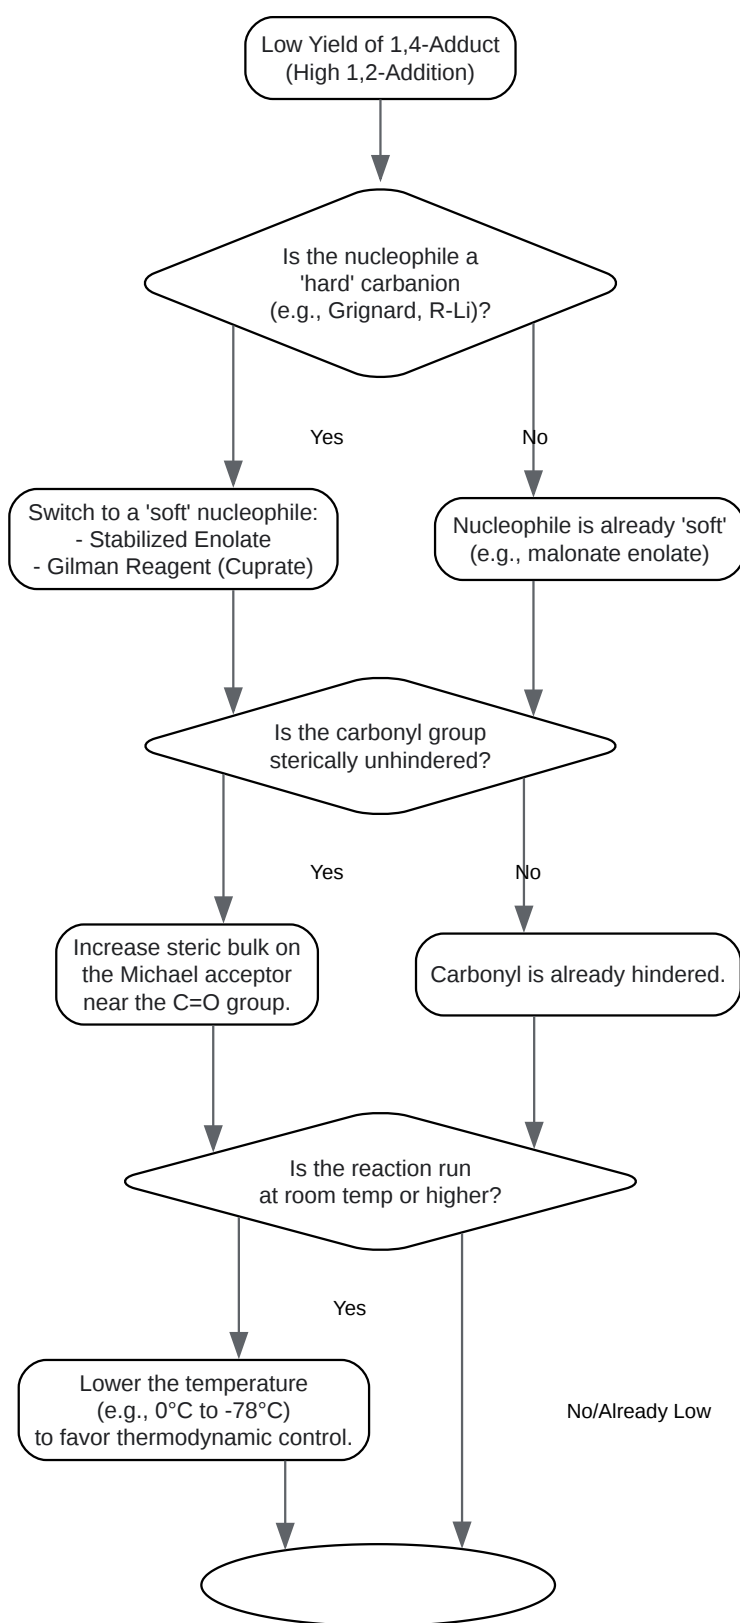 Low Yield of 1,4-Adduct
(High 1,2-Addition)
Is the nucleophile a
'hard' carbanion
(e.g., Grignard, R-Li)?
Yes
No
Switch to a 'soft' nucleophile:
- Stabilized Enolate
- Gilman Reagent (Cuprate)
Nucleophile is already 'soft'
(e.g., malonate enolate)
Is the carbonyl group
sterically unhindered?
Yes
No
Increase steric bulk on
the Michael acceptor
near the C=O group.
Carbonyl is already hindered.
Is the reaction run
at room temp or higher?
Yes
No/Already Low
Lower the temperature
(e.g., 0°C to -78°C)
to favor thermodynamic control.